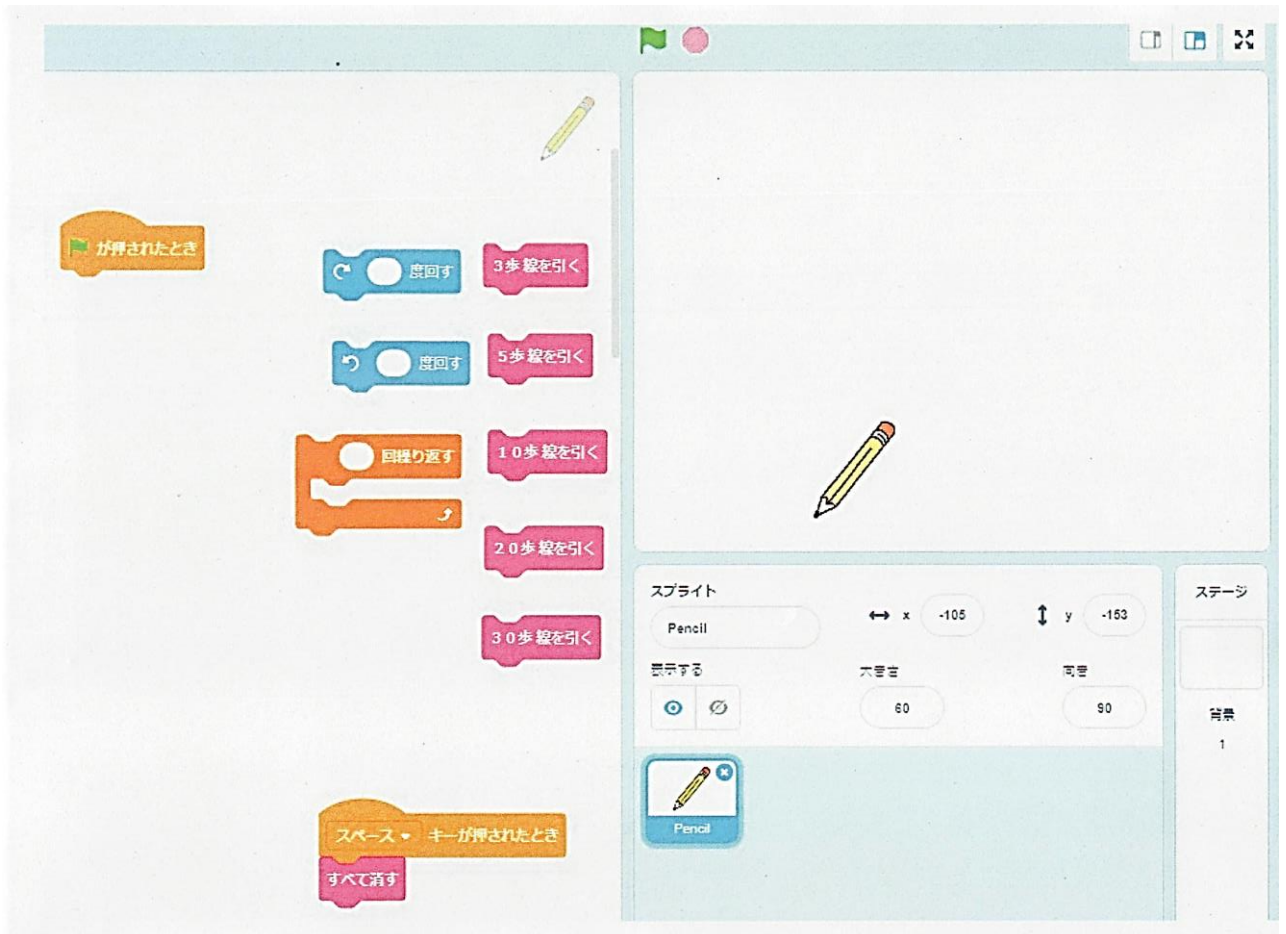 が押されたとき
度回す
3歩 線を引く
度回す
5歩 線を引く
回繰り返す
10歩 線を引く
20歩 線を引く
30歩 線を引く
スペース キーが押されたとき
すべて消す
スプライト
Pencil
x -105
y -153
表示する
大きさ
向き
60
90
Pencil
ステージ
背景
1